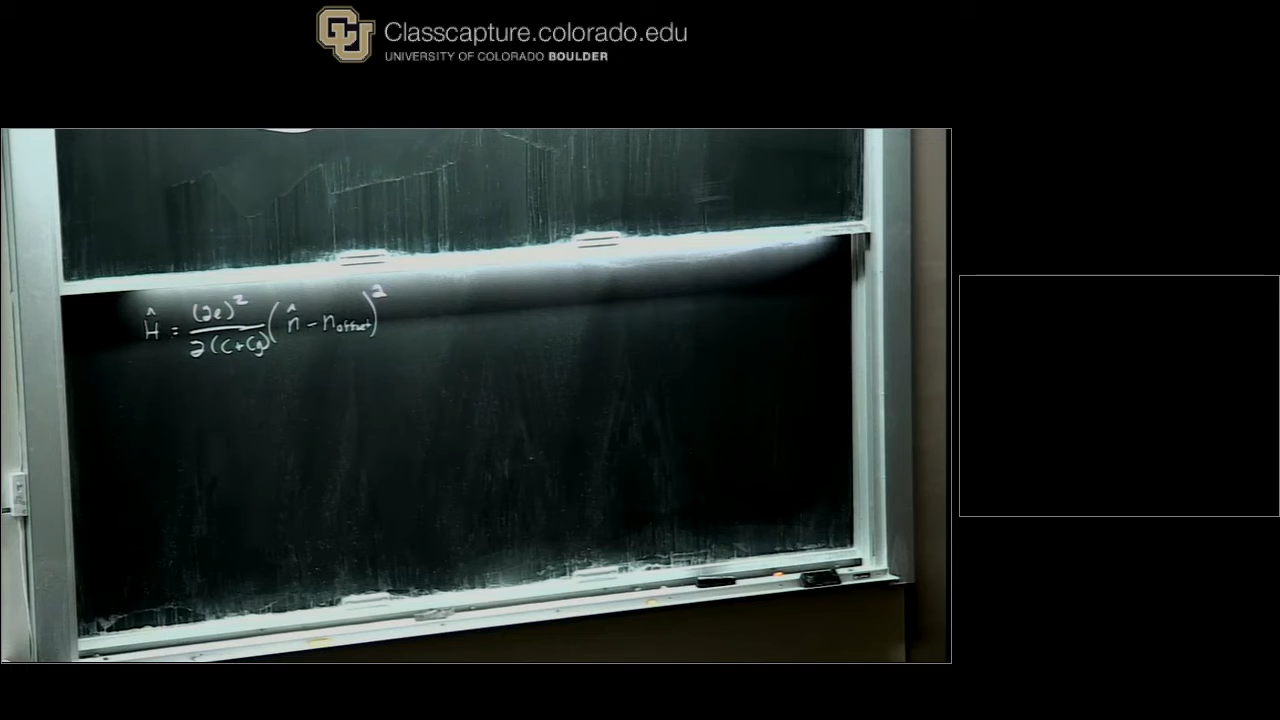 Classcapture.colorado.edu
UNIVERSITY OF COLORADO BOULDER
Ĥ = (2e)² / 2(C+Cg) (n̂ - n_offset)²